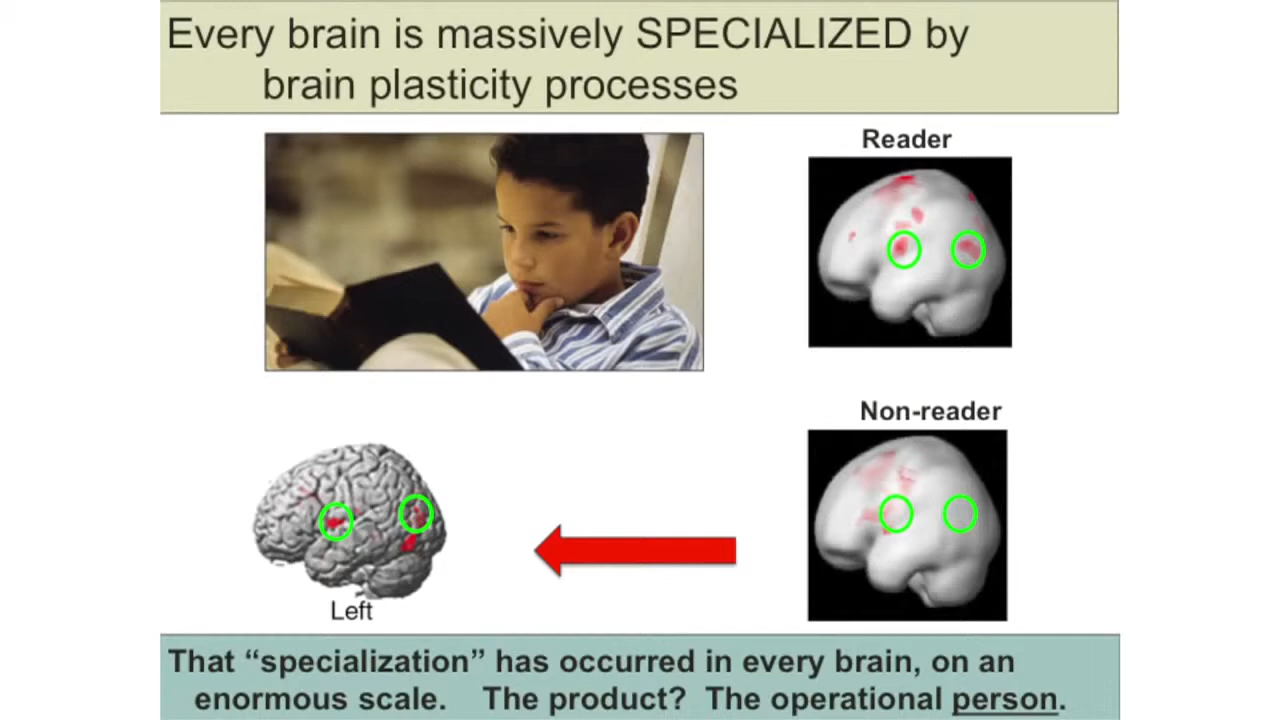 Every brain is massively SPECIALIZED by
brain plasticity processes
Reader
Non-reader
Left
That “specialization” has occurred in every brain, on an
enormous scale. The product? The operational person.